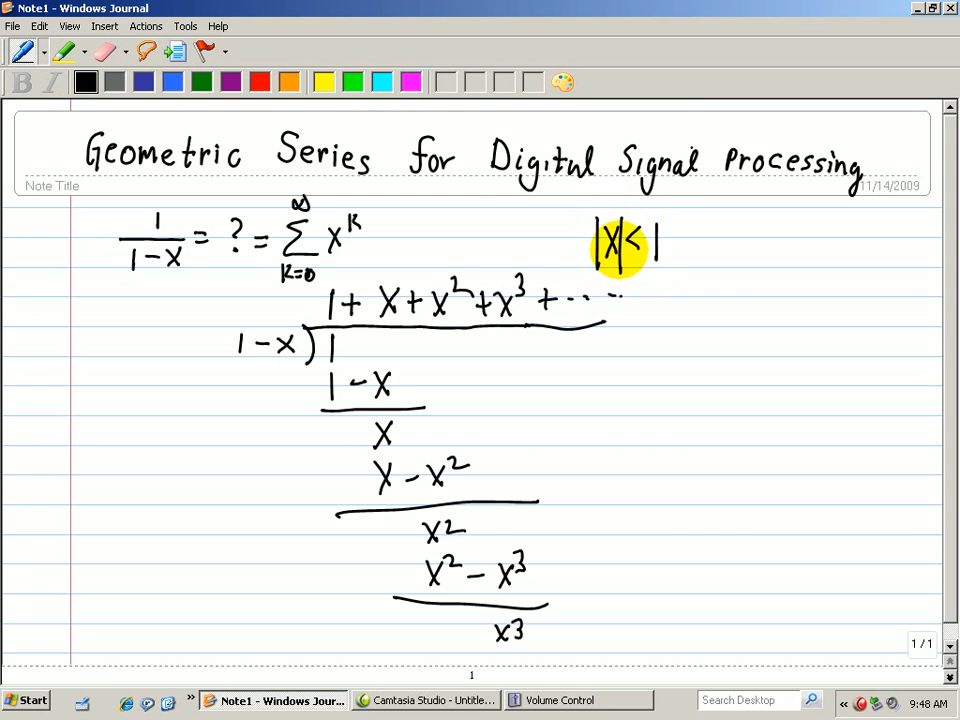 Note1 - Windows Journal
File Edit View Insert Actions Tools Help
B I
Geometric Series for Digitul Signal Processing
Note Title
11/14/2009
1/(1-x) = ? = ∞ Σ k=0 x^k |x| < 1
1 + x + x^2 + x^3 + ⋯
1 - x ) 1
1 - x
x
x - x^2
x^2
x^2 - x^3
x^3
1 / 1
1
Start » Note1 - Windows Jour... Camtasia Studio - Untitle... Volume Control Search Desktop « 9:48 AM